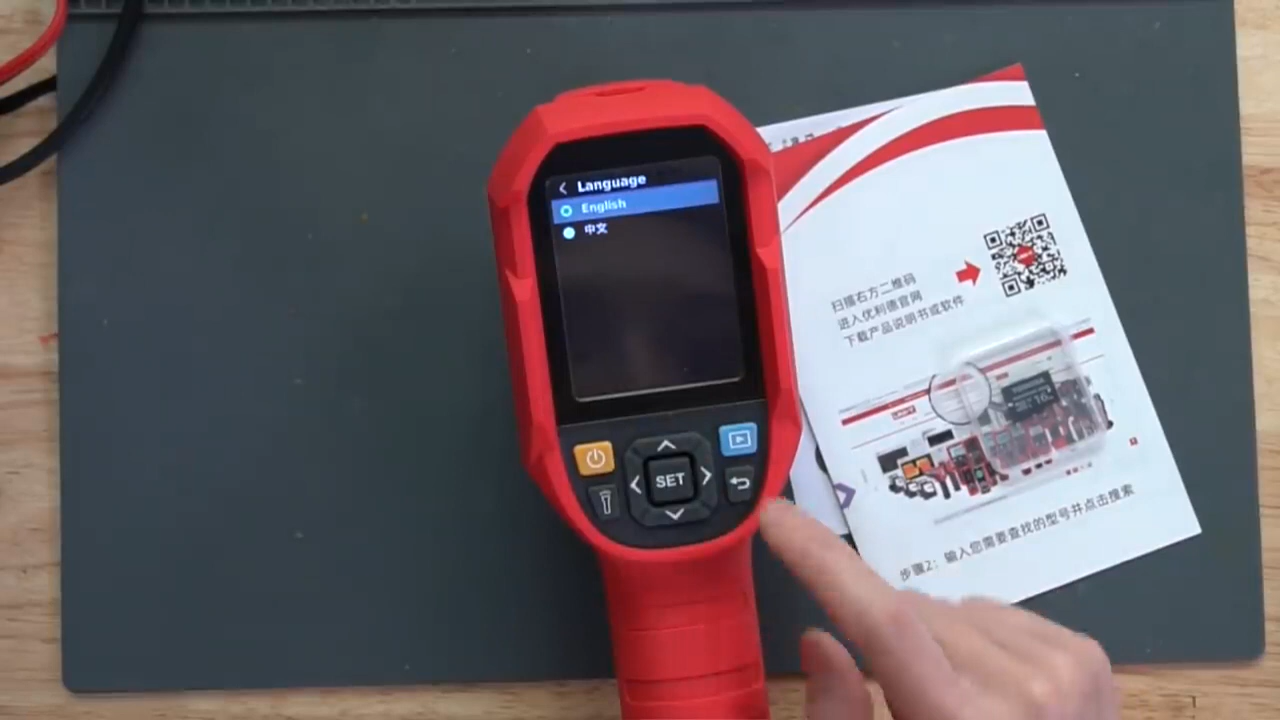 Language
English
中文
SET
扫描右方二维码
进入优利德官网
下载产品说明书或软件
16
步骤2：输入您需要查找的型号并点击搜索